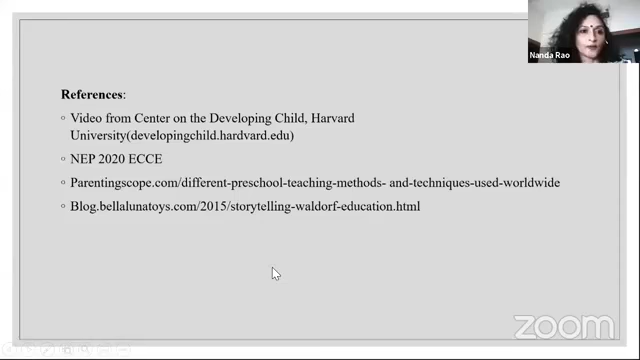 Nanda Rao
References:
Video from Center on the Developing Child, Harvard
University(developingchild.hardvard.edu)
NEP 2020 ECCE
Parentingscope.com/different-preschool-teaching-methods- and-techniques-used-worldwide
Blog.bellalunatoys.com/2015/storytelling-waldorf-education.html
zoom